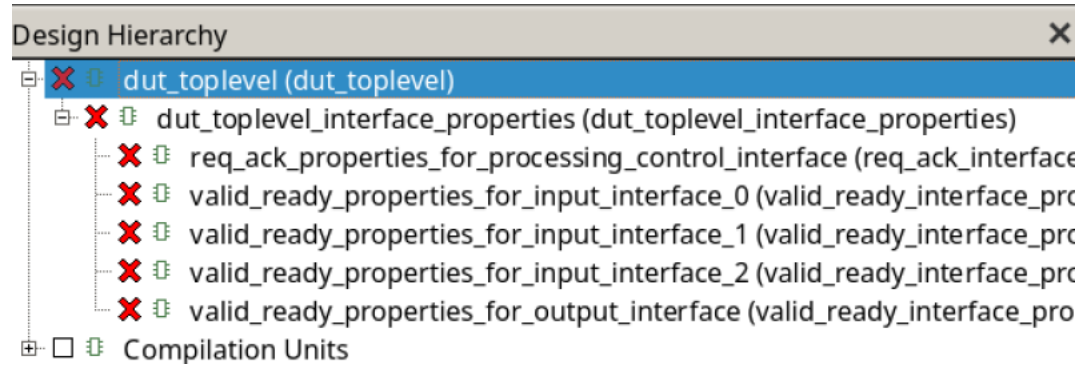 Design Hierarchy
dut_toplevel (dut_toplevel)
dut_toplevel_interface_properties (dut_toplevel_interface_properties)
req_ack_properties_for_processing_control_interface (req_ack_interface
valid_ready_properties_for_input_interface_0 (valid_ready_interface_pro
valid_ready_properties_for_input_interface_1 (valid_ready_interface_pro
valid_ready_properties_for_input_interface_2 (valid_ready_interface_pro
valid_ready_properties_for_output_interface (valid_ready_interface_pro
Compilation Units